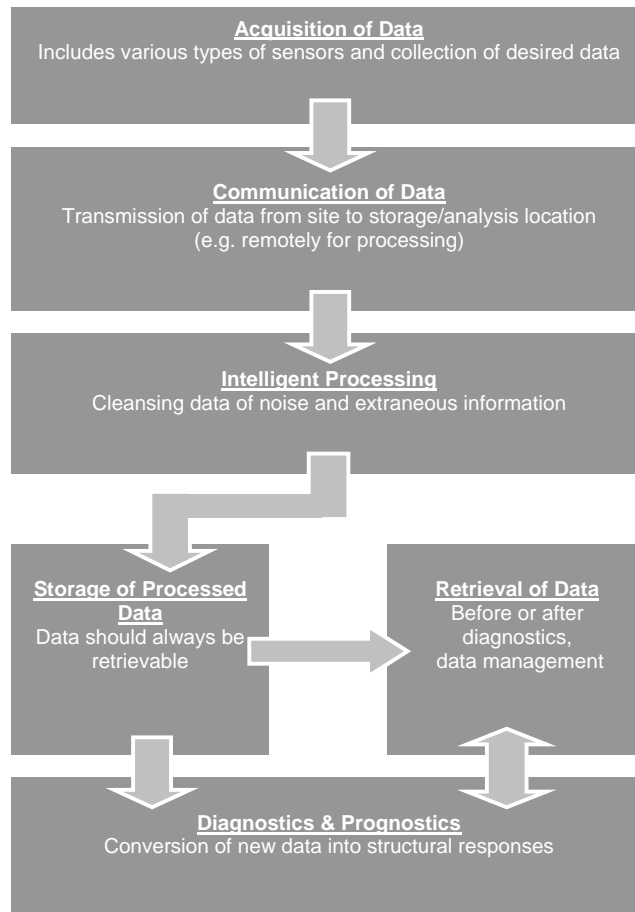 Acquisition of Data
Includes various types of sensors and collection of desired data
Communication of Data
Transmission of data from site to storage/analysis location
(e.g. remotely for processing)
Intelligent Processing
Cleansing data of noise and extraneous information
Storage of Processed
Data
Data should always be
retrievable
Retrieval of Data
Before or after
diagnostics,
data management
Diagnostics & Prognostics
Conversion of new data into structural responses